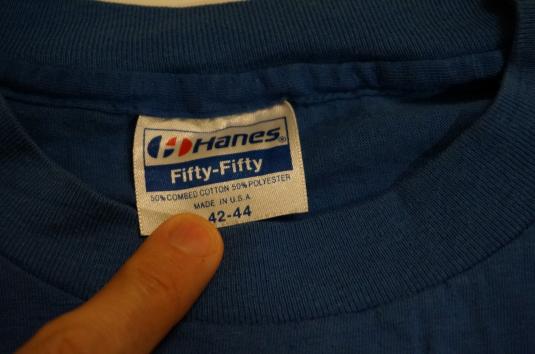 Hanes®
Fifty-Fifty
50% COMBED COTTON 50% POLYESTER
MADE IN U.S.A.
42-44